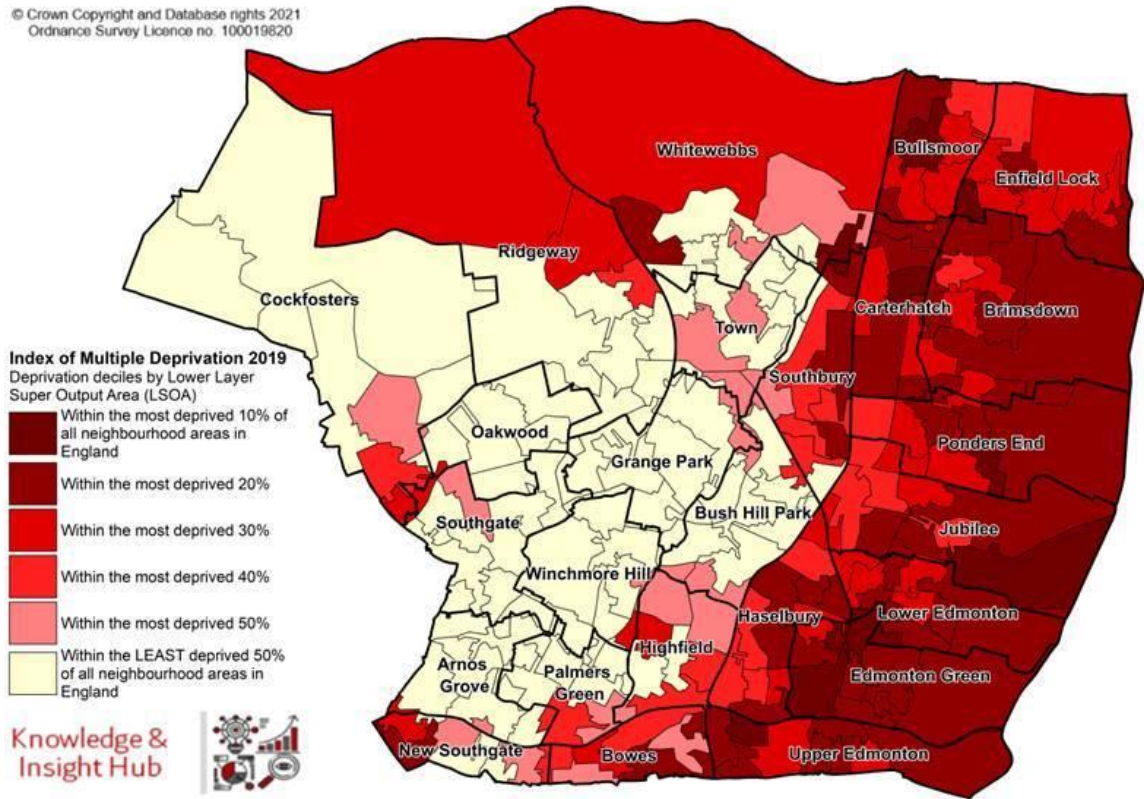 © Crown Copyright and Database rights 2021
Ordnance Survey Licence no. 100019820
Whitewebbs
Bullsmoor
Enfield Lock
Ridgeway
Cockfosters
Carterhatch
Brimsdown
Town
Southbury
Index of Multiple Deprivation 2019
Deprivation deciles by Lower Layer
Super Output Area (LSOA)
Within the most deprived 10% of
all neighbourhood areas in
England
Within the most deprived 20%
Within the most deprived 30%
Within the most deprived 40%
Within the most deprived 50%
Within the LEAST deprived 50%
of all neighbourhood areas in
England
Oakwood
Ponders End
Grange Park
Bush Hill Park
Southgate
Jubilee
Winchmore Hill
Haselbury
Lower Edmonton
Highfield
Arnos
Grove
Palmers
Green
Edmonton Green
New Southgate
Bowes
Upper Edmonton
Knowledge &
Insight Hub